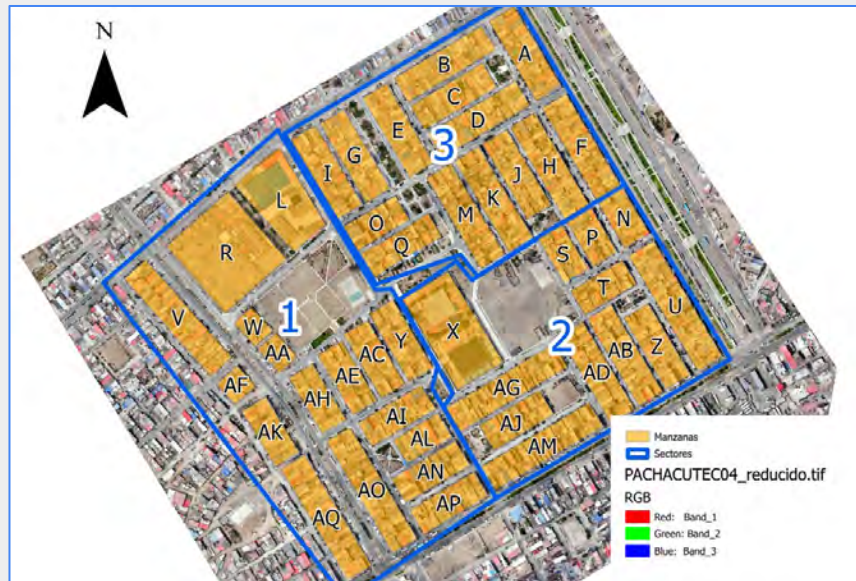 N
A
B
C
D
E
3
G
I
F
H
J
K
M
L
O
Q
N
R
S
P
T
U
V
W
1
AA
X
2
Y
AC
AE
AB
Z
AD
AF
AH
AG
AI
AJ
AK
AL
AM
AN
AO
AP
AQ
Manzanas
Sectores
PACHACUTEC04_reducido.tif
RGB
Red: Band_1
Green: Band_2
Blue: Band_3